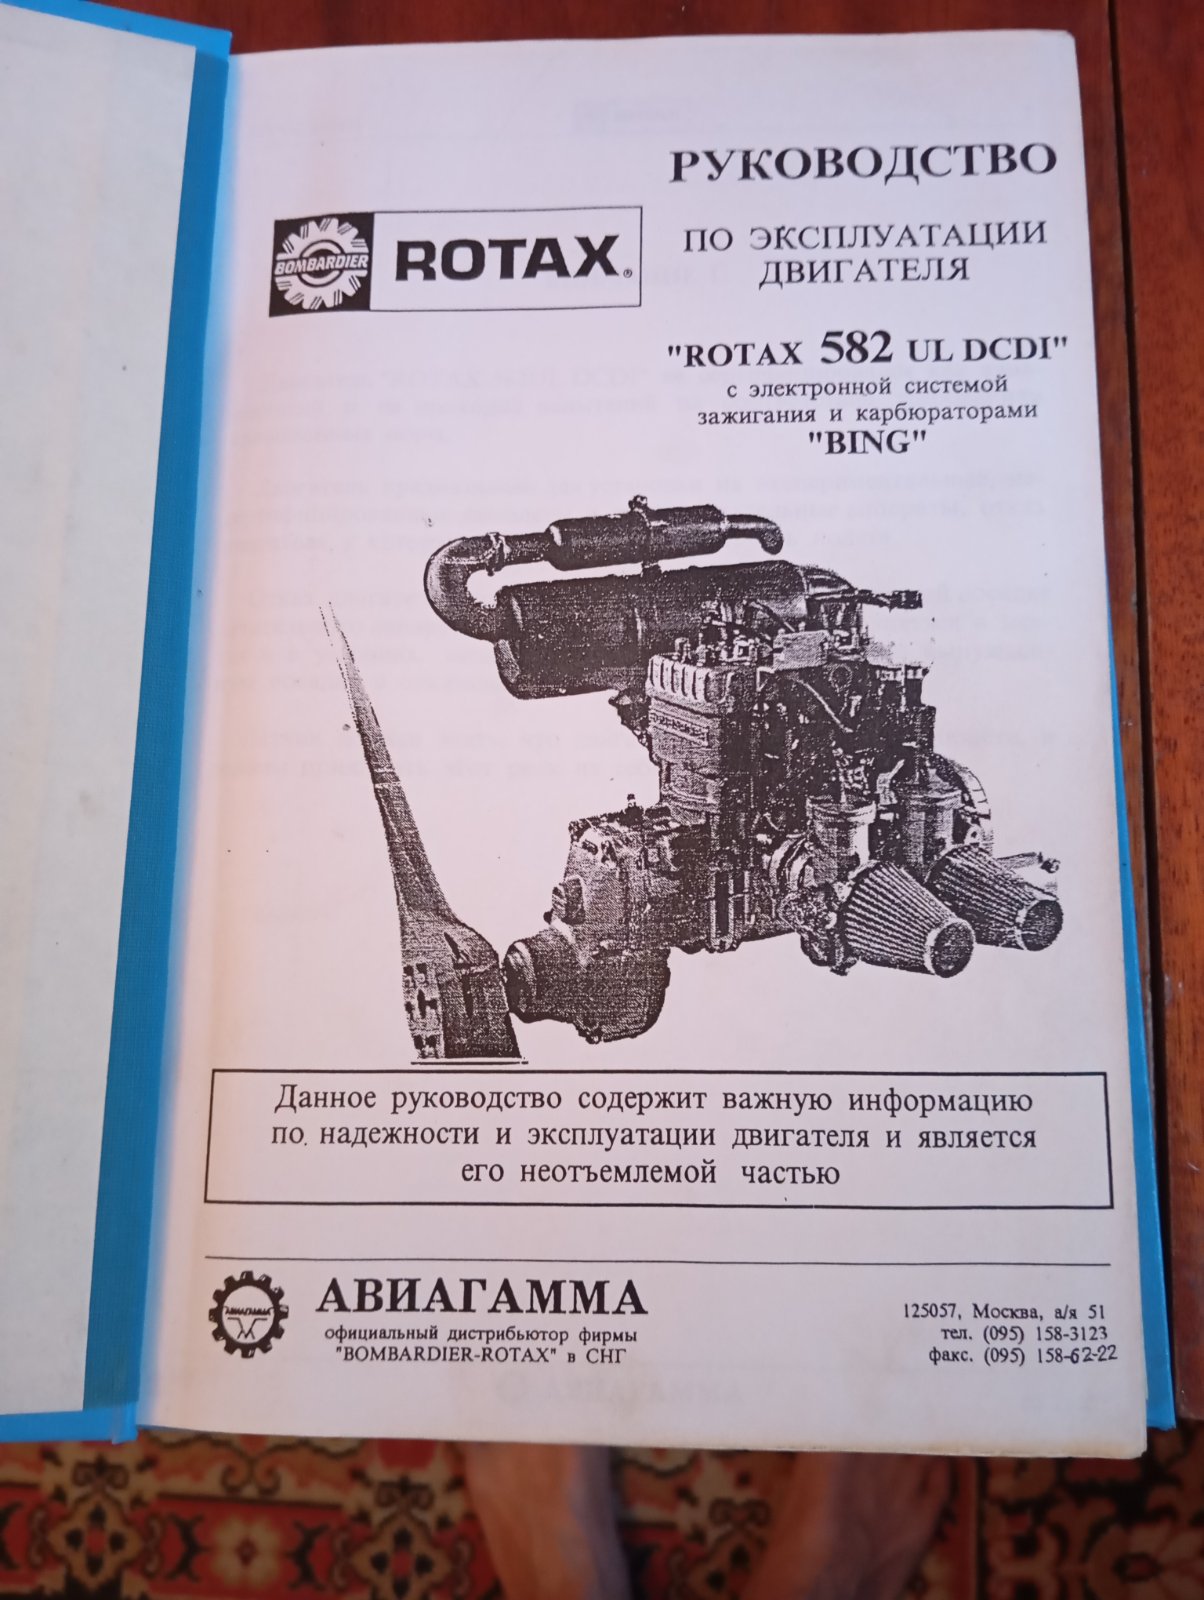 РУКОВОДСТВО
BOMBARDIER
ROTAX®
ПО ЭКСПЛУАТАЦИИ
ДВИГАТЕЛЯ
"ROTAX 582 UL DCDI"
с электронной системой
зажигания и карбюраторами
"BING"
Данное руководство содержит важную информацию
по надежности и эксплуатации двигателя и является
его неотъемлемой частью
АВИАГАММА
АВИАГАММА
официальный дистрибьютор фирмы
"BOMBARDIER-ROTAX" в СНГ
125057, Москва, а/я 51
тел. (095) 158-3123
факс. (095) 158-62-22